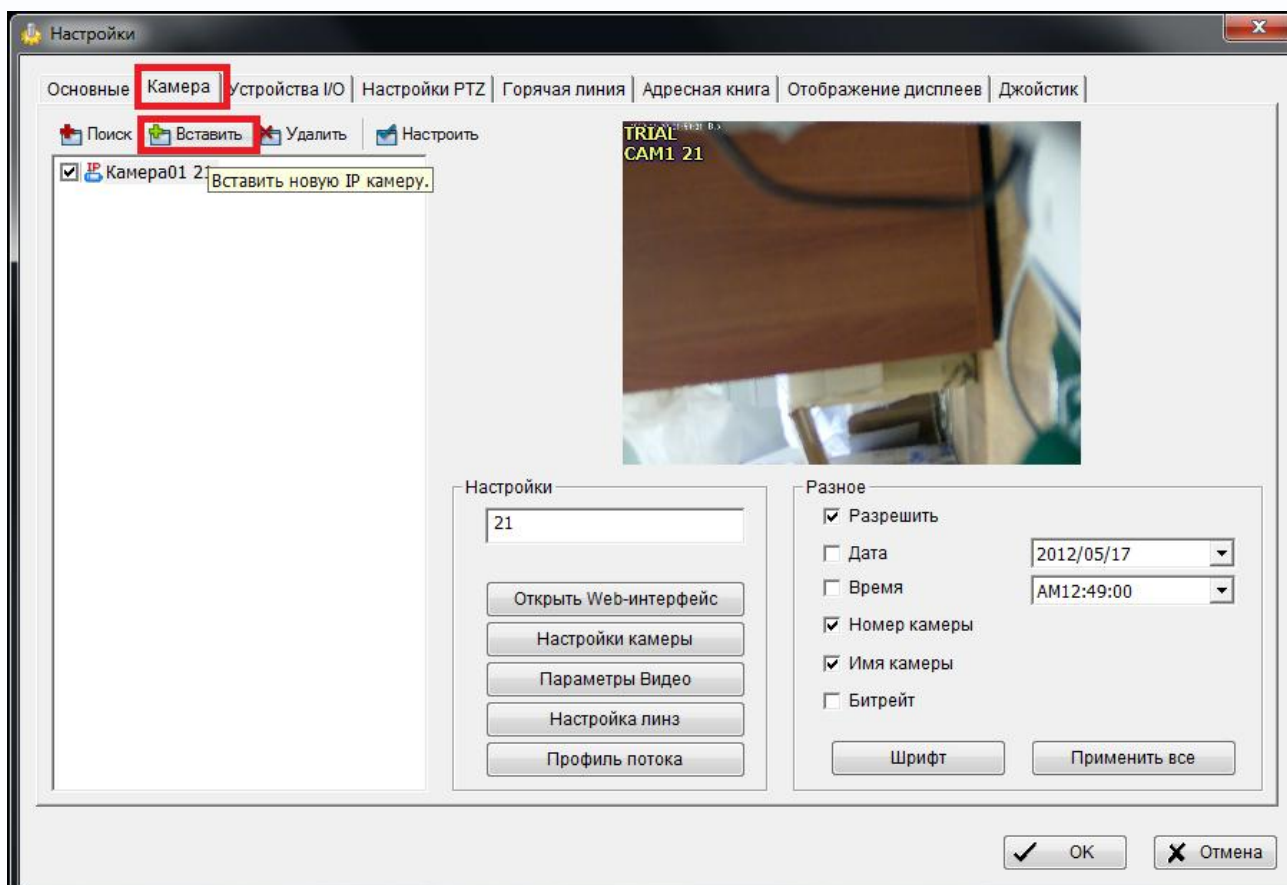 Настройки
Основные Камера Устройства I/O Настройки PTZ Горячая линия Адресная книга Отображение дисплеев Джойстик
Поиск Вставить Удалить Настроить
TRIAL
CAM1 21
IP Камера01 21
Вставить новую IP камеру.
Настройки
21
Открыть Web-интерфейс
Настройки камеры
Параметры Видео
Настройка линз
Профиль потока
Разное
Разрешить
Дата 2012/05/17
Время AM12:49:00
Номер камеры
Имя камеры
Битрейт
Шрифт Применить все
OK Отмена